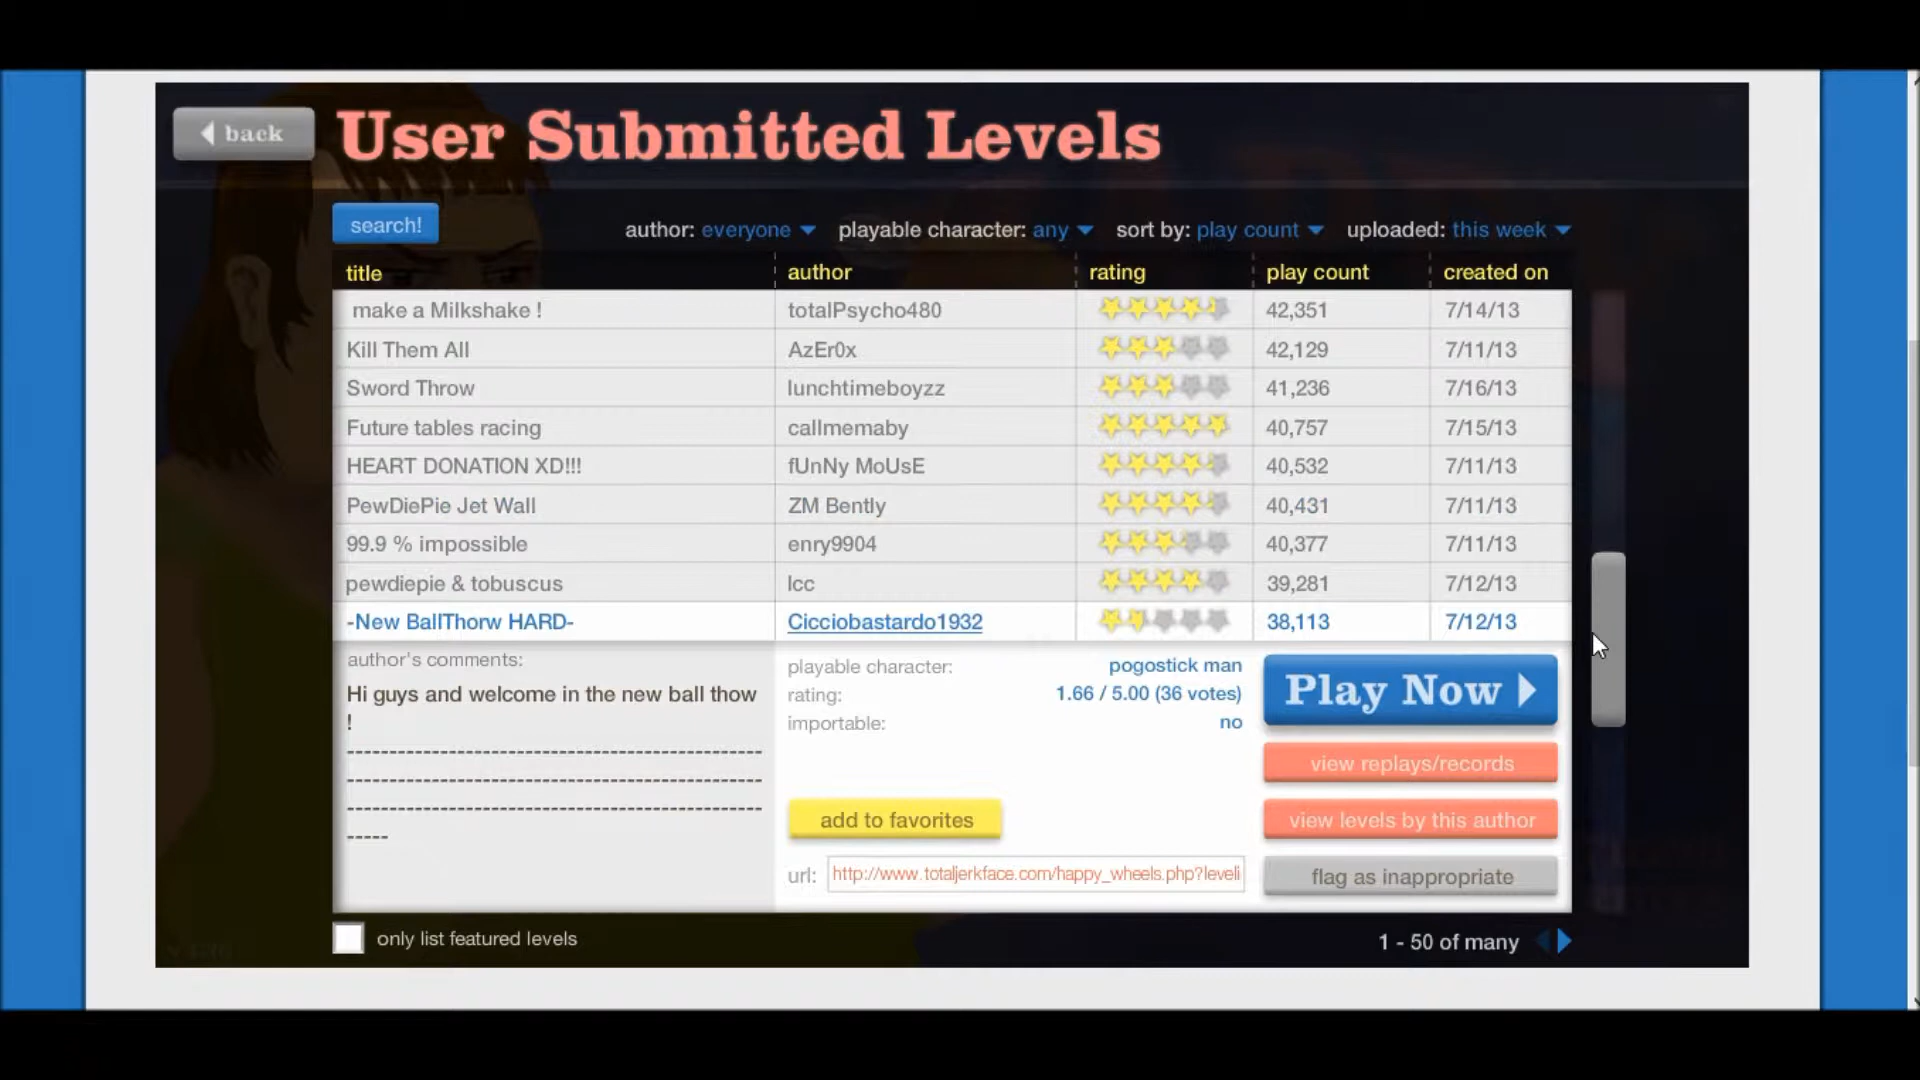 back
User Submitted Levels
search!
author: everyone playable character: any sort by: play count uploaded: this week
title author rating play count created on
make a Milkshake ! totalPsycho480 42,351 7/14/13
Kill Them All AzEr0x 42,129 7/11/13
Sword Throw lunchtimeboyzz 41,236 7/16/13
Future tables racing callmemaby 40,757 7/15/13
HEART DONATION XD!!! fUnNy MoUsE 40,532 7/11/13
PewDiePie Jet Wall ZM Bently 40,431 7/11/13
99.9 % impossible enry9904 40,377 7/11/13
pewdiepie & tobuscus lcc 39,281 7/12/13
-New BallThorw HARD- Cicciobastardo1932 38,113 7/12/13
author's comments:
Hi guys and welcome in the new ball thow
!
--------------------------------------------------
--------------------------------------------------
--------------------------------------------------
-----
playable character: pogostick man
rating: 1.66 / 5.00 (36 votes)
importable: no
add to favorites
url: http://www.totaljerkface.com/happy_wheels.php?leveli
Play Now
view replays/records
view levels by this author
flag as inappropriate
only list featured levels
1 - 50 of many